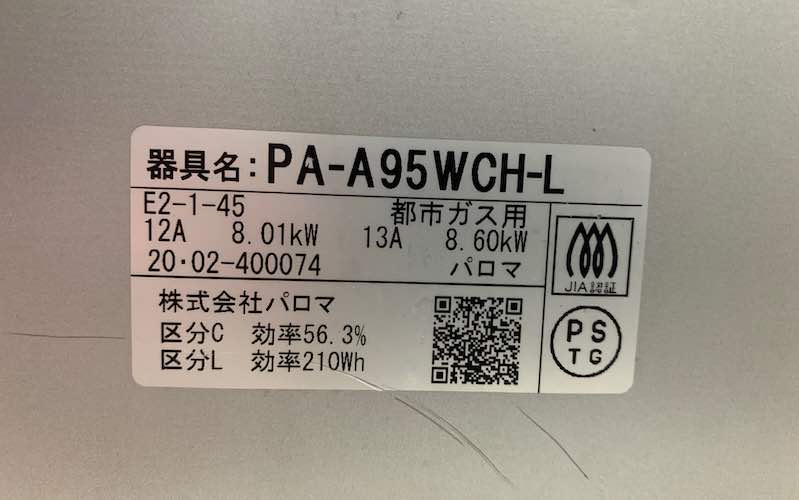 器具名：PA-A95WCH-L
E2-1-45 都市ガス用
12A 8.01kW 13A 8.60kW
20・02-400074 パロマ
JIA認証
株式会社パロマ
区分C 効率56.3%
区分L 効率210Wh
PS
TG